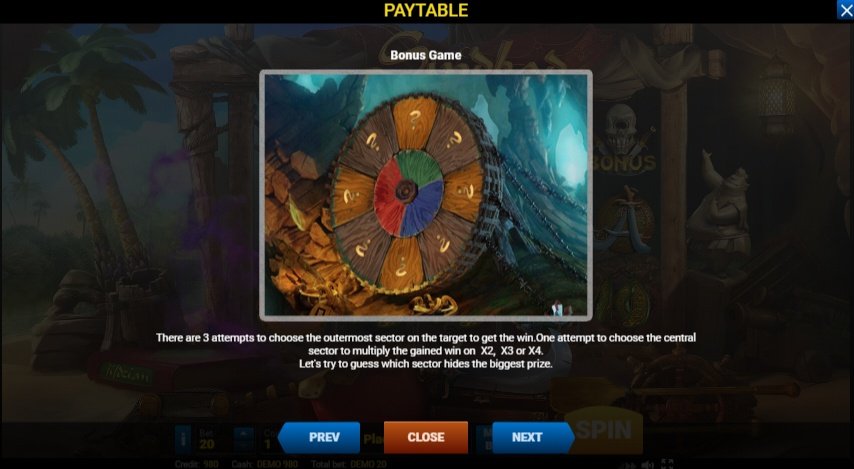 PAYTABLE
Bonus Game
BONUS
There are 3 attempts to choose the outermost sector on the target to get the win.One attempt to choose the central
sector to multiply the gained win on X2, X3 or X4.
Let's try to guess which sector hides the biggest prize.
Bet
20
1
PREV
CLOSE
NEXT
SPIN
Credit: 980 Cash: DEMO 980 Total bet: DEMO 20